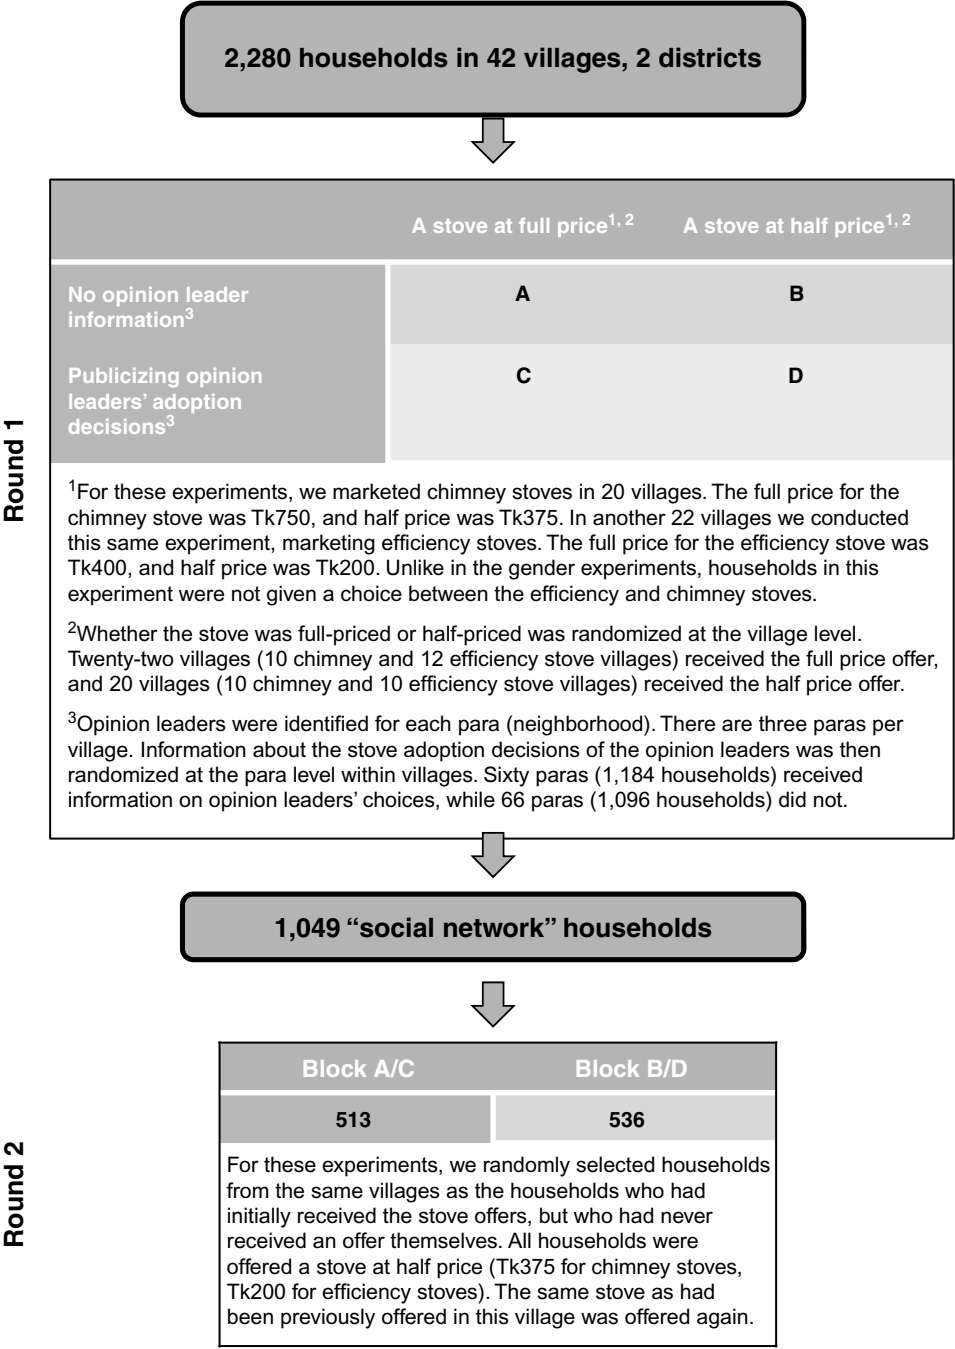 2,280 households in 42 villages, 2 districts
Round 1
A stove at full price1, 2
A stove at half price1, 2
No opinion leader
information3
A
B
Publicizing opinion
leaders’ adoption
decisions3
C
D
1For these experiments, we marketed chimney stoves in 20 villages. The full price for the
chimney stove was Tk750, and half price was Tk375. In another 22 villages we conducted
this same experiment, marketing efficiency stoves. The full price for the efficiency stove was
Tk400, and half price was Tk200. Unlike in the gender experiments, households in this
experiment were not given a choice between the efficiency and chimney stoves.
2Whether the stove was full-priced or half-priced was randomized at the village level.
Twenty-two villages (10 chimney and 12 efficiency stove villages) received the full price offer,
and 20 villages (10 chimney and 10 efficiency stove villages) received the half price offer.
3Opinion leaders were identified for each para (neighborhood). There are three paras per
village. Information about the stove adoption decisions of the opinion leaders was then
randomized at the para level within villages. Sixty paras (1,184 households) received
information on opinion leaders’ choices, while 66 paras (1,096 households) did not.
1,049 “social network” households
Round 2
Block A/C
Block B/D
513
536
For these experiments, we randomly selected households
from the same villages as the households who had
initially received the stove offers, but who had never
received an offer themselves. All households were
offered a stove at half price (Tk375 for chimney stoves,
Tk200 for efficiency stoves). The same stove as had
been previously offered in this village was offered again.